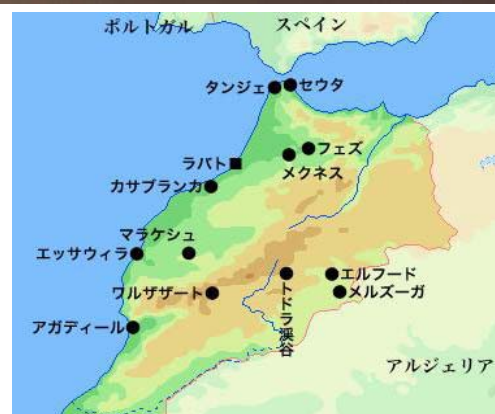 ポルトガル
スペイン
タンジェ
セウタ
フェズ
ラバト
メクネス
カサブランカ
マラケシュ
エッサウィラ
エルフード
ワルザザート
メルズーガ
トドラ渓谷
アガディール
アルジェリア